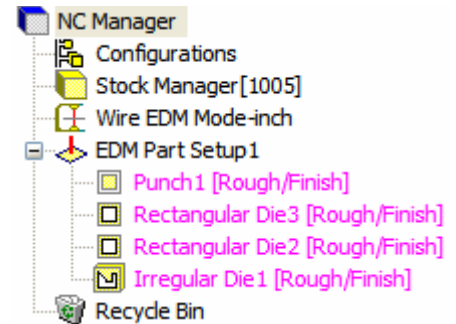 NC Manager
Configurations
Stock Manager[1005]
Wire EDM Mode-inch
EDM Part Setup1
Punch1 [Rough/Finish]
Rectangular Die3 [Rough/Finish]
Rectangular Die2 [Rough/Finish]
Irregular Die1 [Rough/Finish]
Recycle Bin